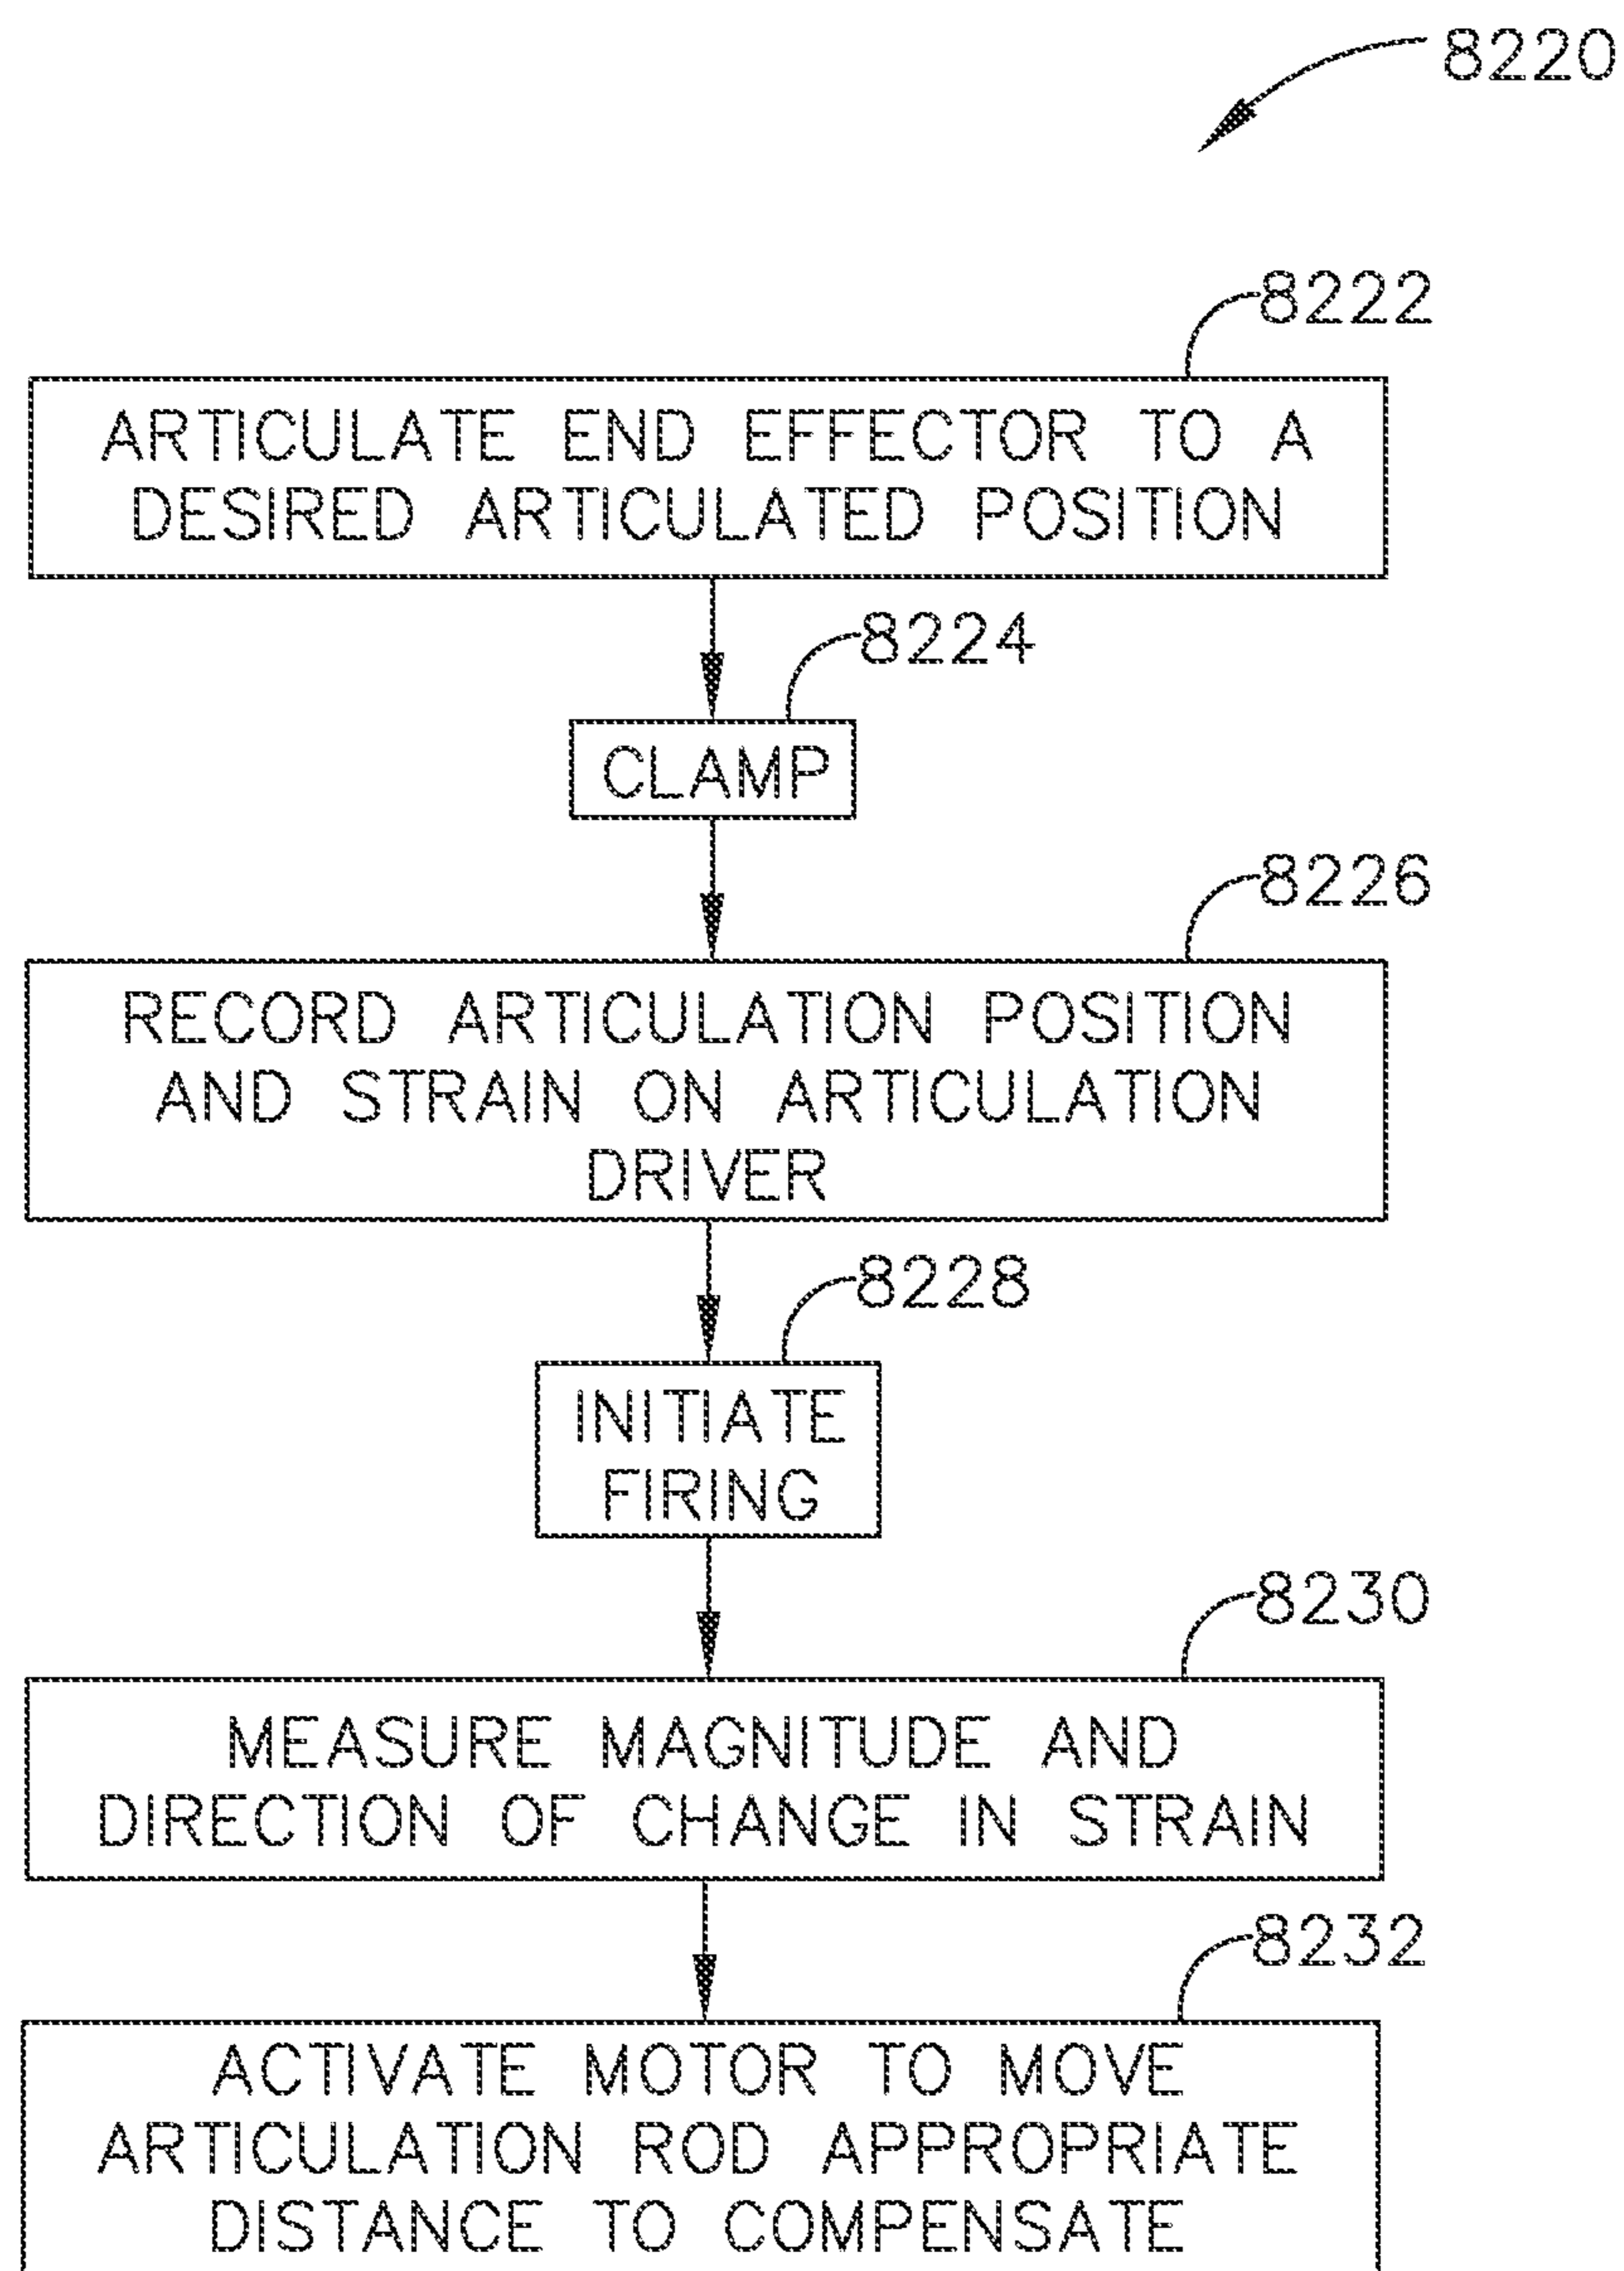 8220
8222
ARTICULATE END EFFECTOR TO A
DESIRED ARTICULATED POSITION
8224
CLAMP
8226
RECORD ARTICULATION POSITION
AND STRAIN ON ARTICULATION
DRIVER
8228
INITIATE
FIRING
8230
MEASURE MAGNITUDE AND
DIRECTION OF CHANGE IN STRAIN
8232
ACTIVATE MOTOR TO MOVE
ARTICULATION ROD APPROPRIATE
DISTANCE TO COMPENSATE